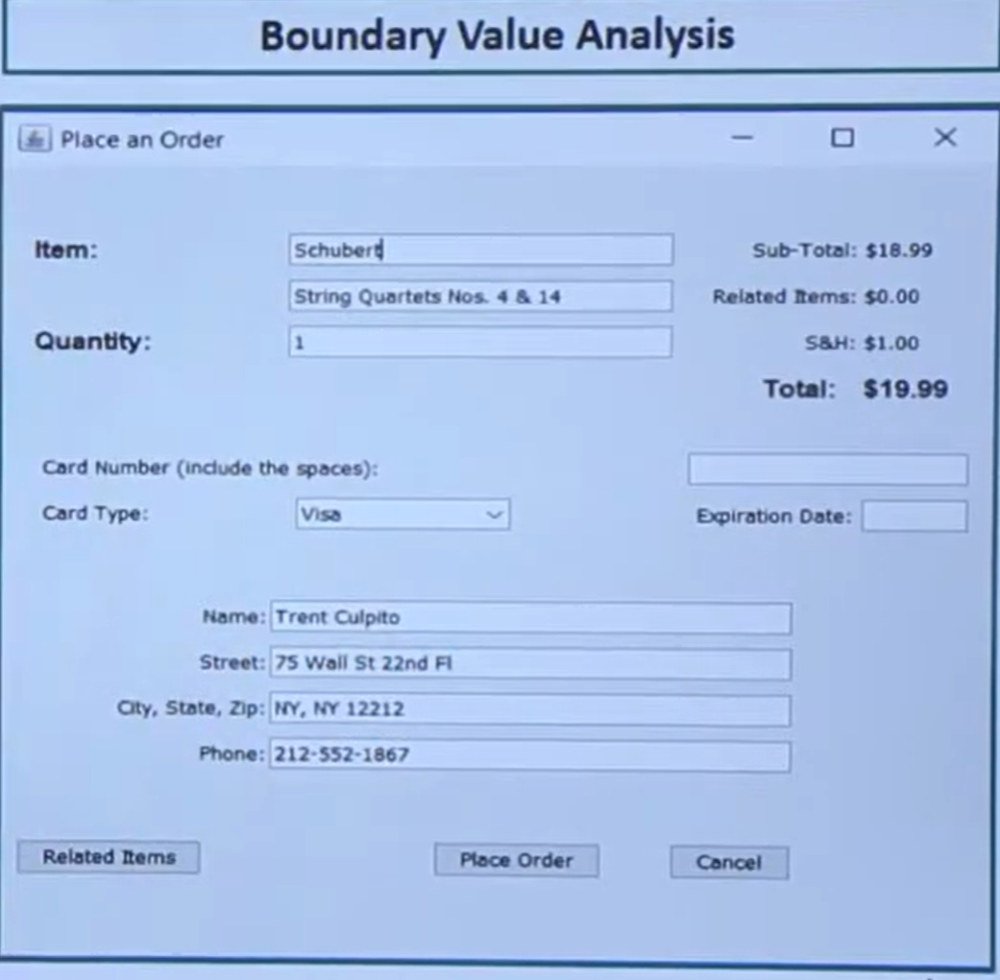 Boundary Value Analysis
Place an Order
Item: Schubert Sub-Total: $18.99
String Quartets Nos. 4 & 14 Related Items: $0.00
Quantity: 1 S&H: $1.00
Total: $19.99
Card Number (include the spaces):
Card Type: Visa Expiration Date:
Name: Trent Culpito
Street: 75 Wall St 22nd Fl
City, State, Zip: NY, NY 12212
Phone: 212-552-1867
Related Items Place Order Cancel